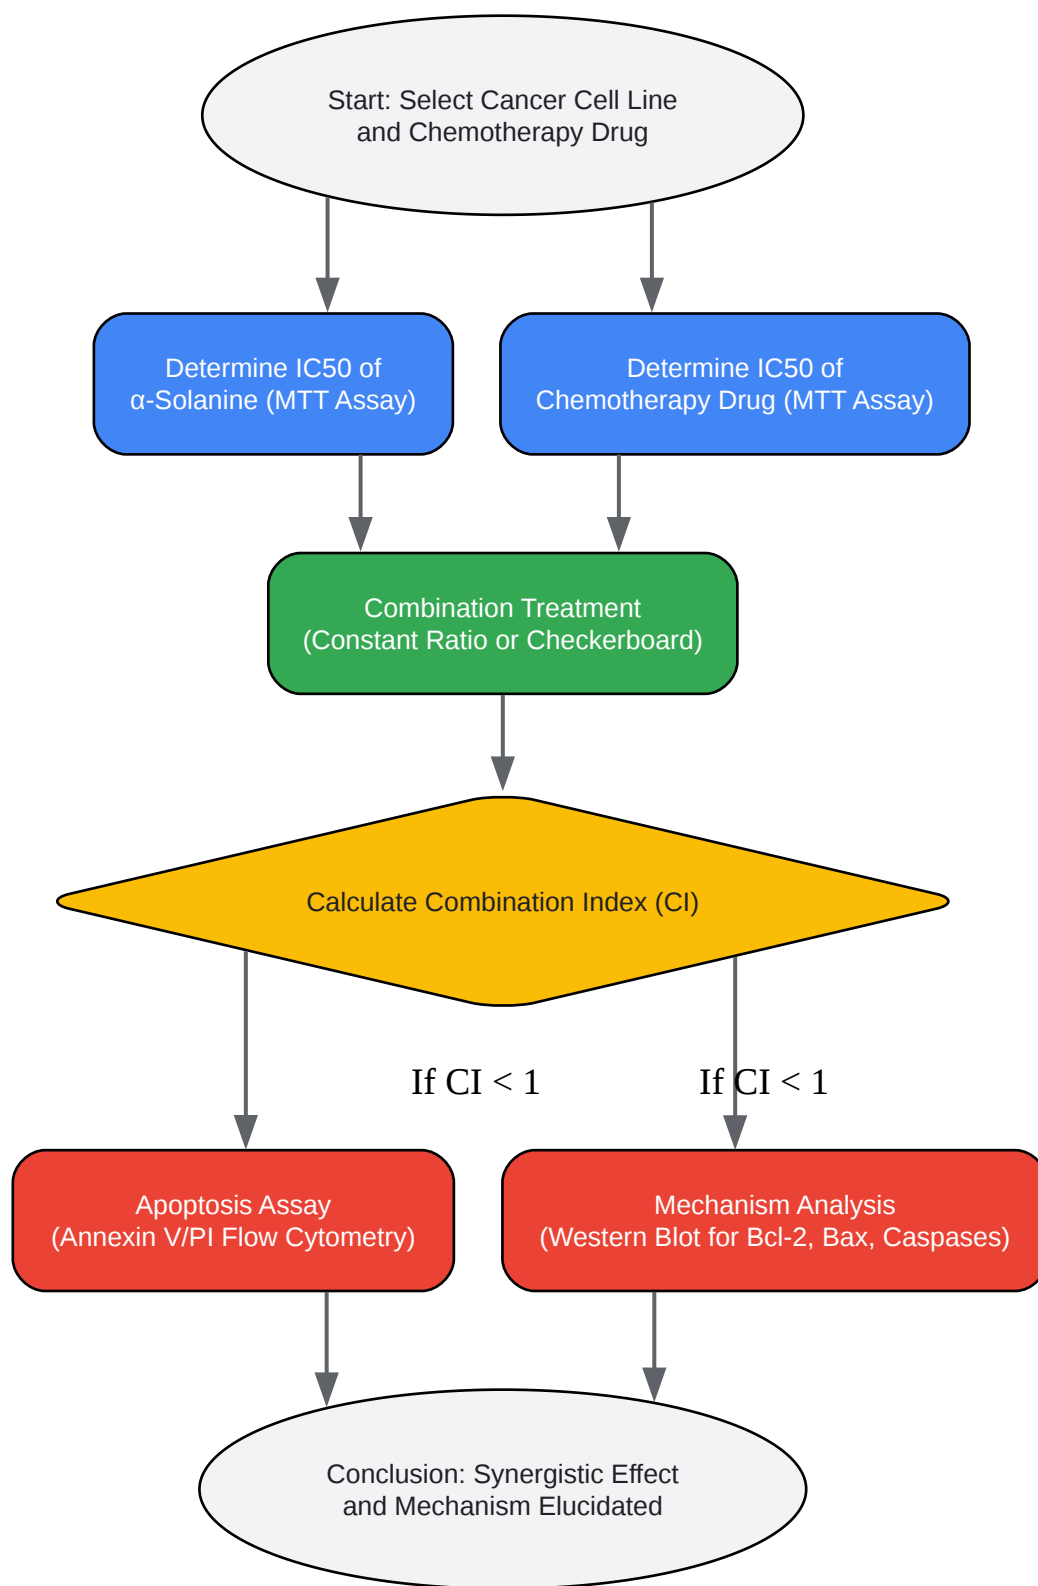 Start: Select Cancer Cell Line
and Chemotherapy Drug
Determine IC50 of
α-Solanine (MTT Assay)
Determine IC50 of
Chemotherapy Drug (MTT Assay)
Combination Treatment
(Constant Ratio or Checkerboard)
Calculate Combination Index (CI)
If CI < 1
If CI < 1
Apoptosis Assay
(Annexin V/PI Flow Cytometry)
Mechanism Analysis
(Western Blot for Bcl-2, Bax, Caspases)
Conclusion: Synergistic Effect
and Mechanism Elucidated